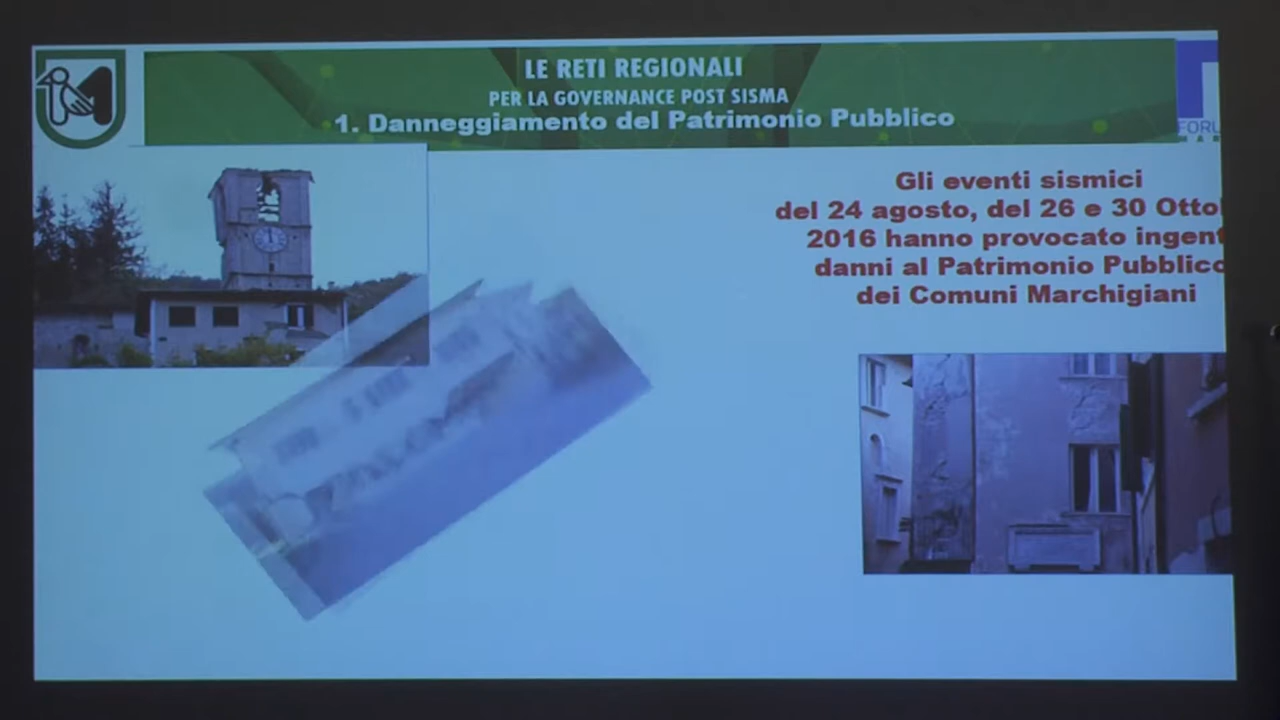 LE RETI REGIONALI
PER LA GOVERNANCE POST SISMA
1. Danneggiamento del Patrimonio Pubblico
FORU
Gli eventi sismici
del 24 agosto, del 26 e 30 Otto
2016 hanno provocato ingent
danni al Patrimonio Pubblico
dei Comuni Marchigiani